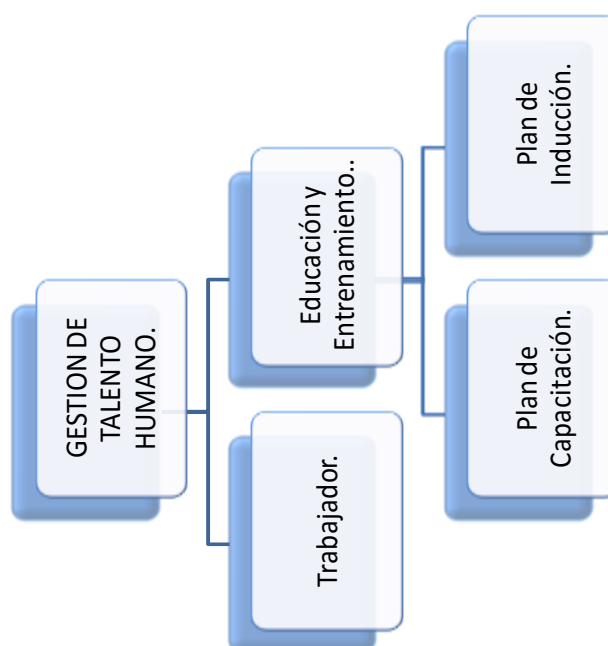 GESTION DE
TALENTO
HUMANO.
Trabajador.
Educación y
Entrenamiento..
Plan de
Capacitación.
Plan de
Inducción.